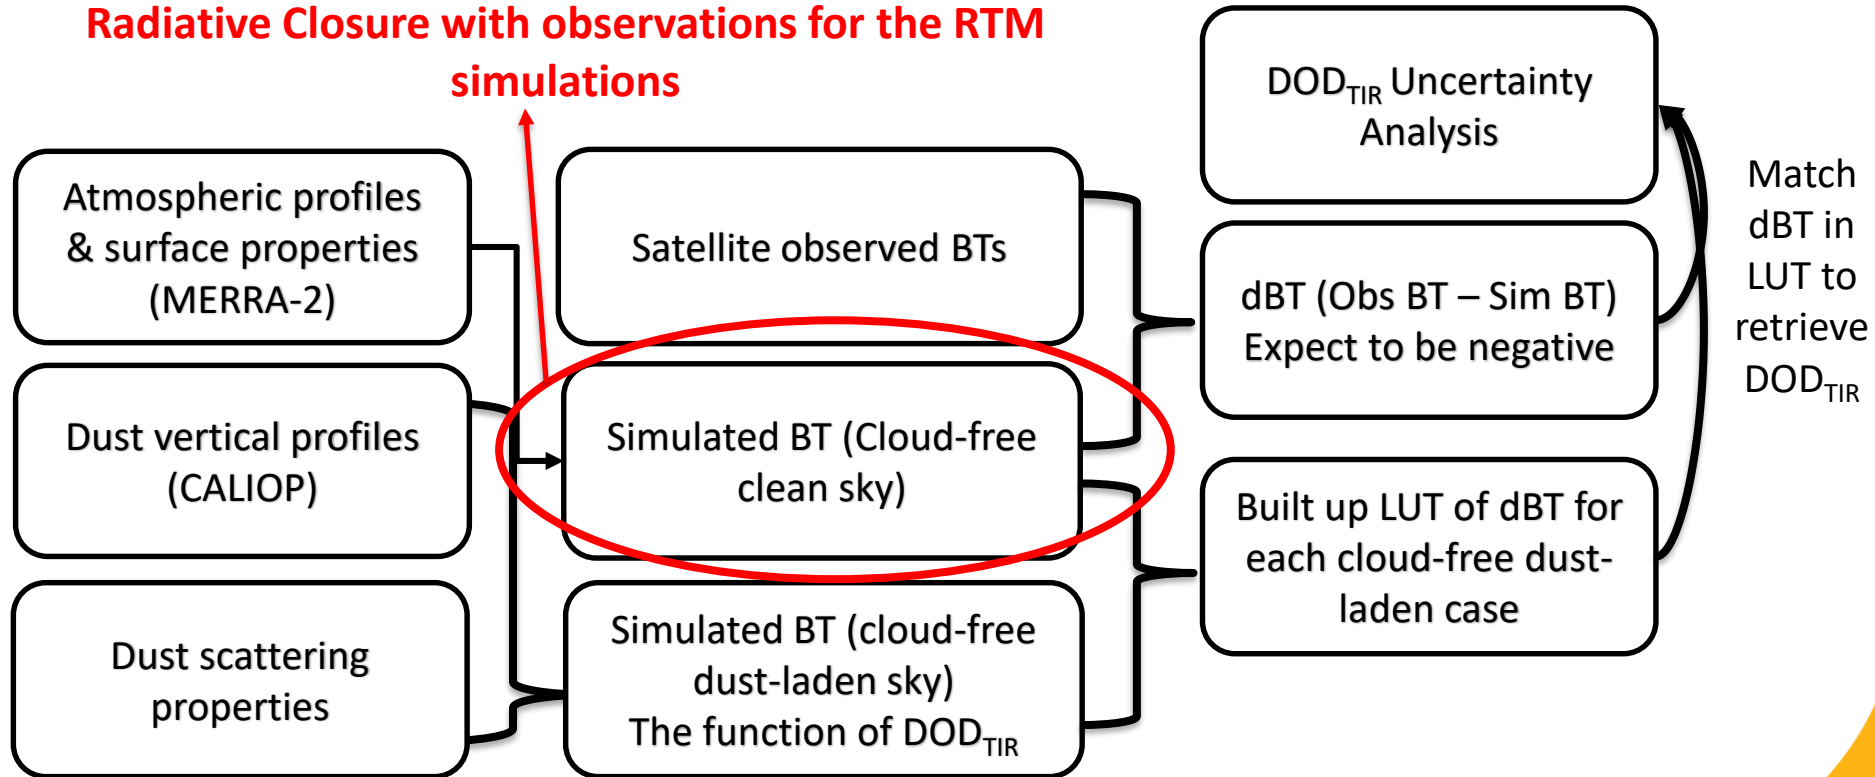 Radiative Closure with observations for the RTM
simulations
Atmospheric profiles
& surface properties
(MERRA-2)
Dust vertical profiles
(CALIOP)
Dust scattering
properties
Satellite observed BTs
Simulated BT (Cloud-free
clean sky)
Simulated BT (cloud-free
dust-laden sky)
The function of DOD_TIR
DOD_TIR Uncertainty
Analysis
dBT (Obs BT – Sim BT)
Expect to be negative
Built up LUT of dBT for
each cloud-free dust-
laden case
Match
dBT in
LUT to
retrieve
DOD_TIR